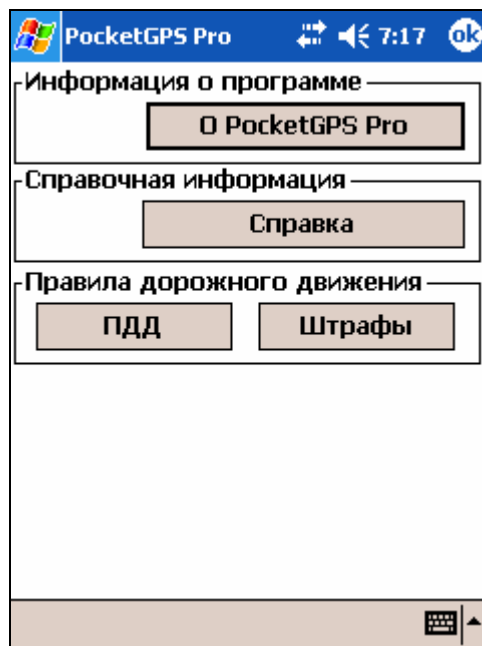 PocketGPS Pro 7:17 ok
Информация о программе
О PocketGPS Pro
Справочная информация
Справка
Правила дорожного движения
ПДД Штрафы